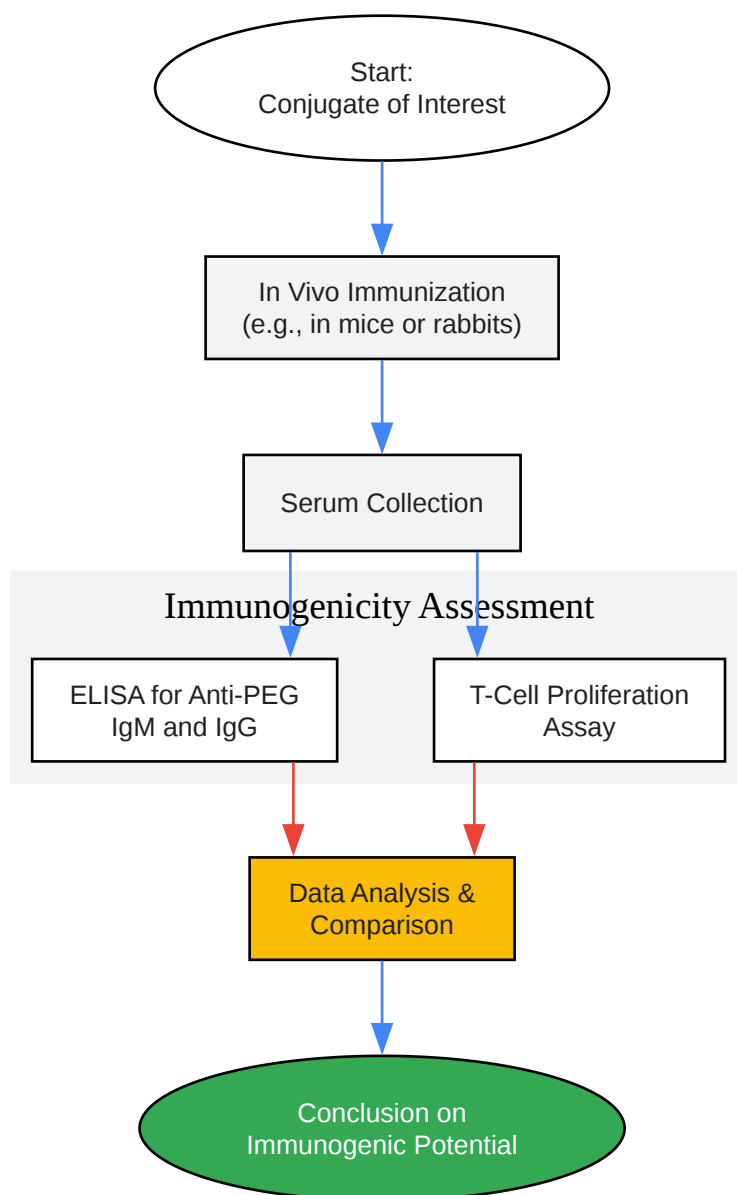 Start:
Conjugate of Interest
In Vivo Immunization
(e.g., in mice or rabbits)
Serum Collection
Immunogenicity Assessment
ELISA for Anti-PEG
IgM and IgG
T-Cell Proliferation
Assay
Data Analysis &
Comparison
Conclusion on
Immunogenic Potential